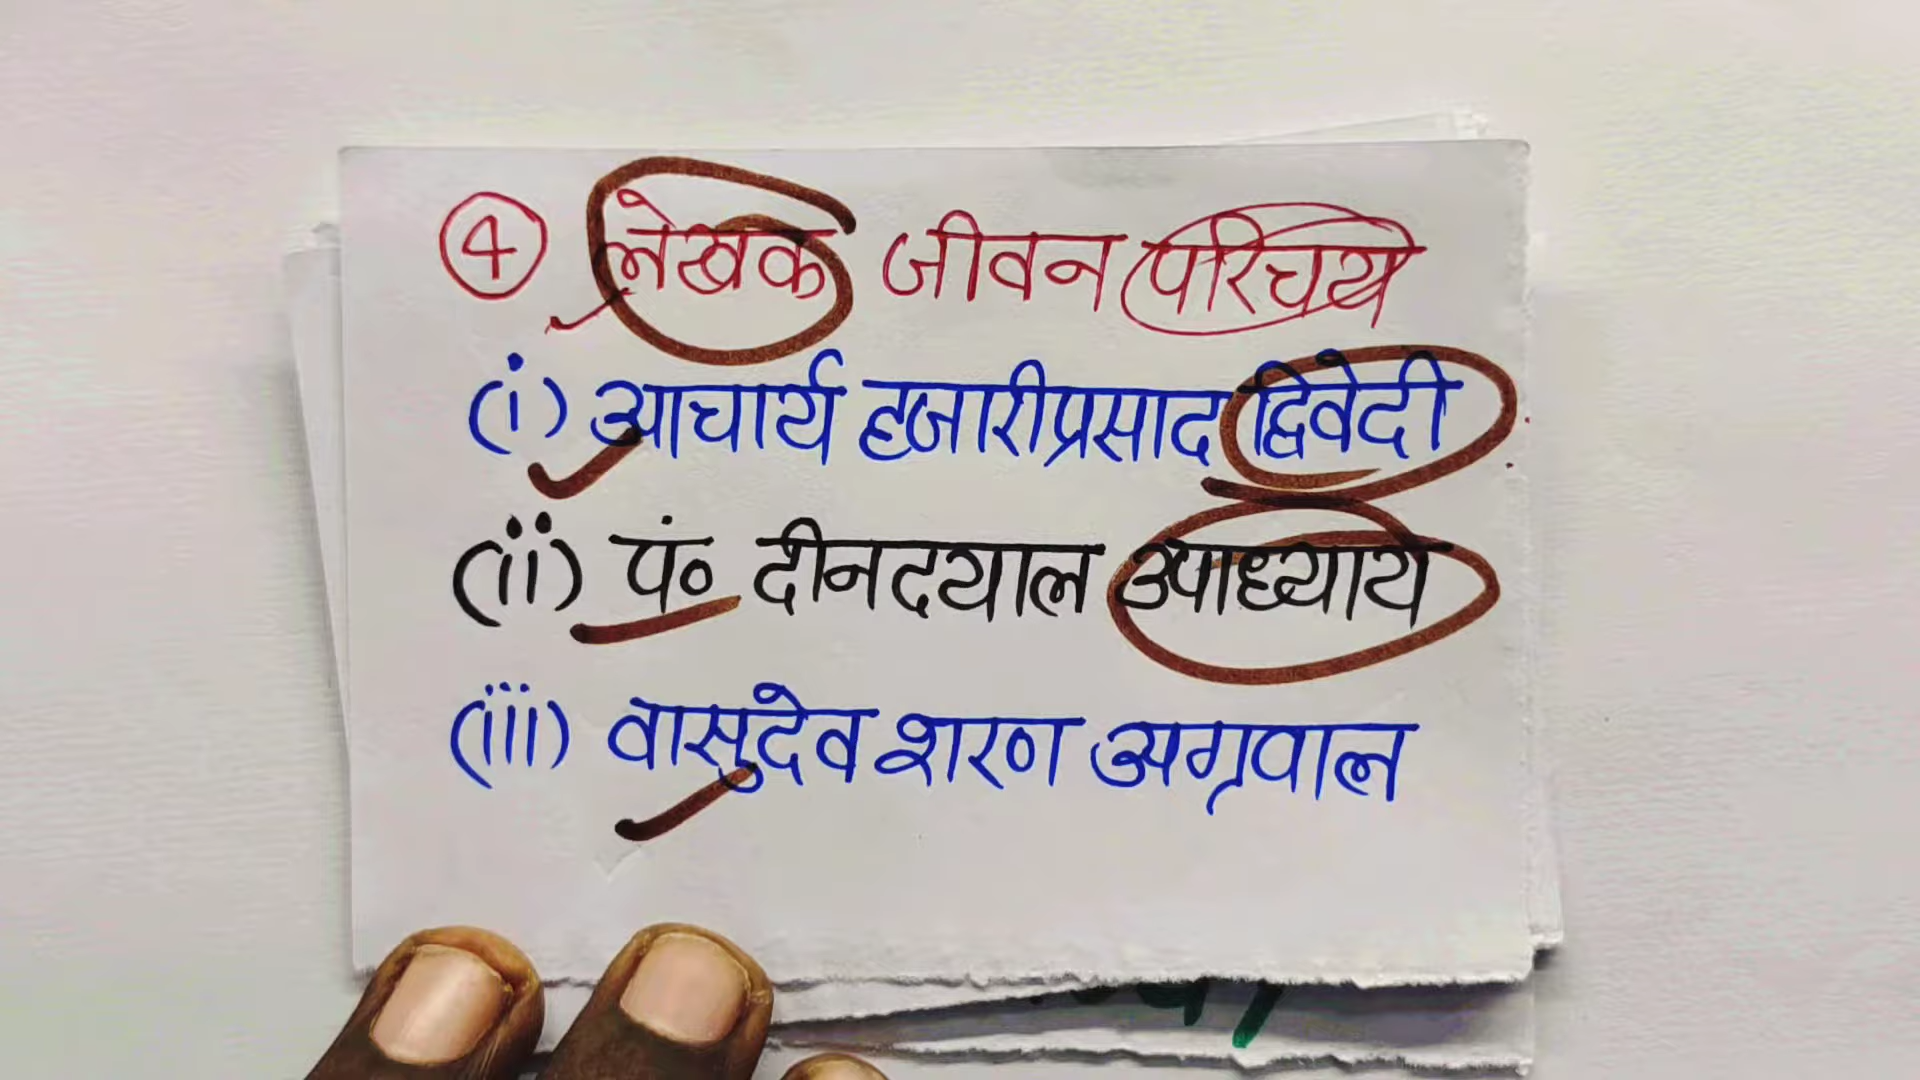 ④ लेखक जीवन परिचय
(i) आचार्य हजारीप्रसाद द्विवेदी
(ii) पं० दीनदयाल उपाध्याय
(iii) वासुदेव शरण अग्रवाल